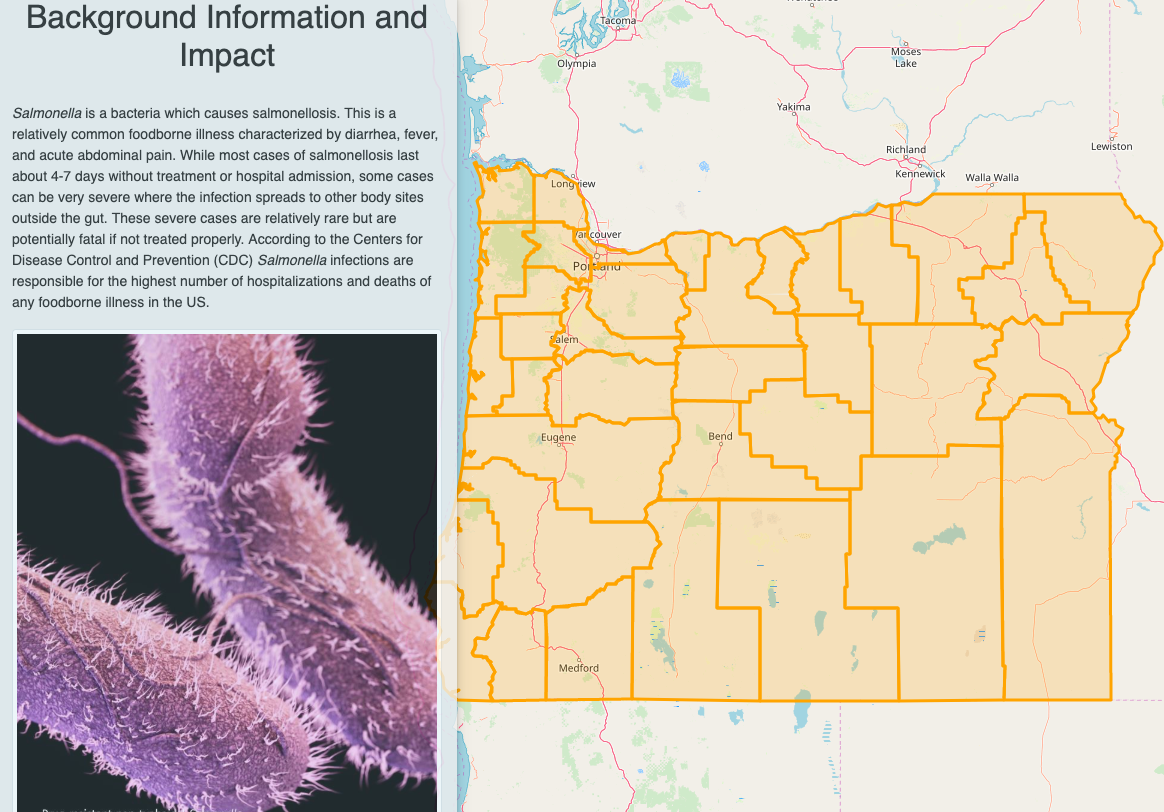 Background Information and
Impact
Salmonella is a bacteria which causes salmonellosis. This is a
relatively common foodborne illness characterized by diarrhea, fever,
and acute abdominal pain. While most cases of salmonellosis last
about 4-7 days without treatment or hospital admission, some cases
can be very severe where the infection spreads to other body sites
outside the gut. These severe cases are relatively rare but are
potentially fatal if not treated properly. According to the Centers for
Disease Control and Prevention (CDC) Salmonella infections are
responsible for the highest number of hospitalizations and deaths of
any foodborne illness in the US.
Tacoma
Olympia
Moses
Lake
Yakima
Richland
Lewiston
Kennewick
Walla Walla
Longview
Vancouver
Portland
Salem
Eugene
Bend
Medford